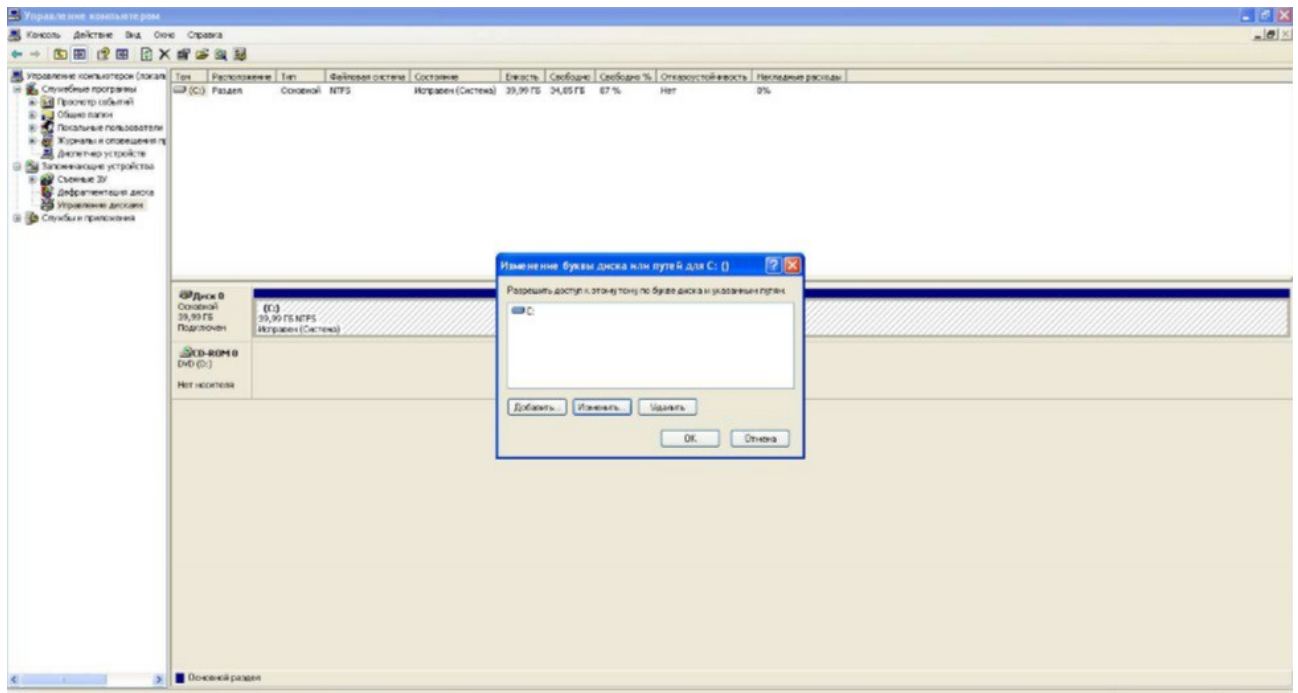 Управление компьютером
Консоль Действие Вид Окно Справка
Управление компьютером (локал
Служебные программы
Просмотр событий
Общие папки
Локальные пользователи
Журналы и оповещения пр
Диспетчер устройств
Запоминающие устройства
Съемные ЗУ
Дефрагментация диска
Управление дисками
Службы и приложения
Том Расположение Тип Файловая система Состояние Емкость Свободно Свободно % Отказоустойчивость Накладные расходы
(C:) Раздел Основной NTFS Исправен (Система) 39,99 ГБ 34,85 ГБ 87 % Нет 0%
Диск 0
Основной
39,99 ГБ
Подключен
(C:)
39,99 ГБ NTFS
Исправен (Система)
CD-ROM 0
DVD (D:)
Нет носителя
Изменение буквы диска или путей для C: ()
Разрешить доступ к этому тому по букве диска и указанным путям.
C:
Добавить... Изменить... Удалить
OK Отмена
Основной раздел